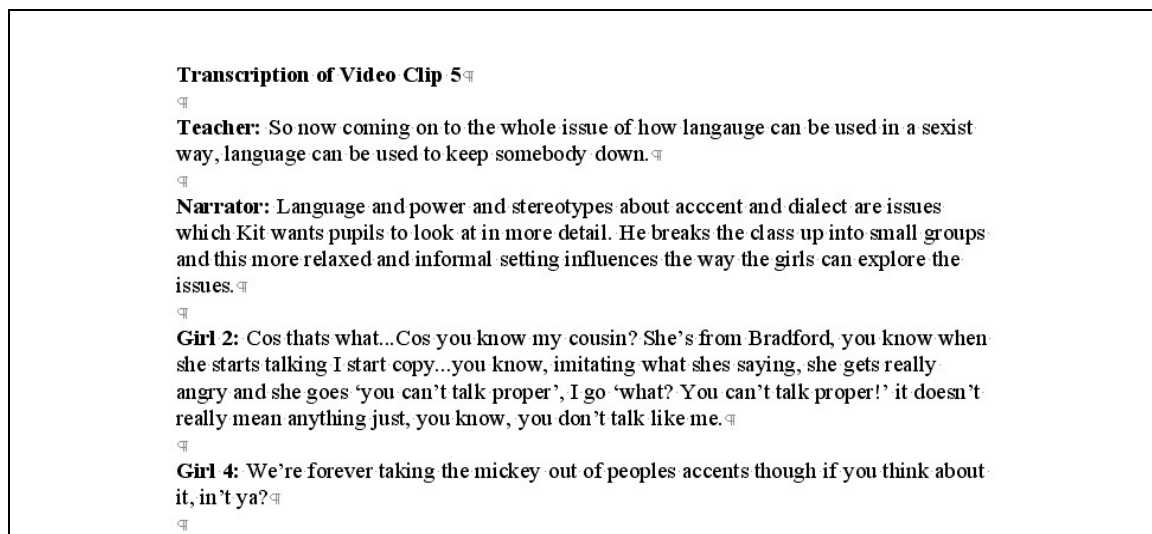 Transcription of Video Clip 5
Teacher: So now coming on to the whole issue of how langauge can be used in a sexist
way, language can be used to keep somebody down.
Narrator: Language and power and stereotypes about acccent and dialect are issues
which Kit wants pupils to look at in more detail. He breaks the class up into small groups
and this more relaxed and informal setting influences the way the girls can explore the
issues.
Girl 2: Cos thats what...Cos you know my cousin? She’s from Bradford, you know when
she starts talking I start copy...you know, imitating what shes saying, she gets really
angry and she goes ‘you can’t talk proper’, I go ‘what? You can’t talk proper!’ it doesn’t
really mean anything just, you know, you don’t talk like me.
Girl 4: We’re forever taking the mickey out of peoples accents though if you think about
it, in’t ya?